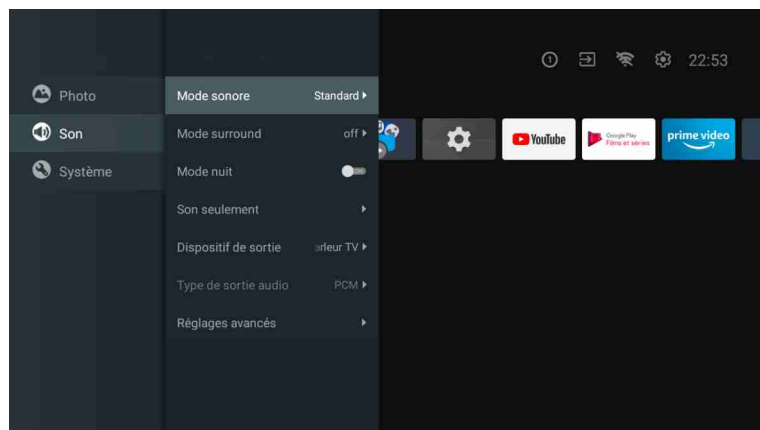 22:53
Photo
Son
Système
Mode sonore Standard
Mode surround off
Mode nuit
Son seulement
Dispositif de sortie arleur TV
Type de sortie audio PCM
Réglages avancés
YouTube
Google Play
Films et séries
prime video